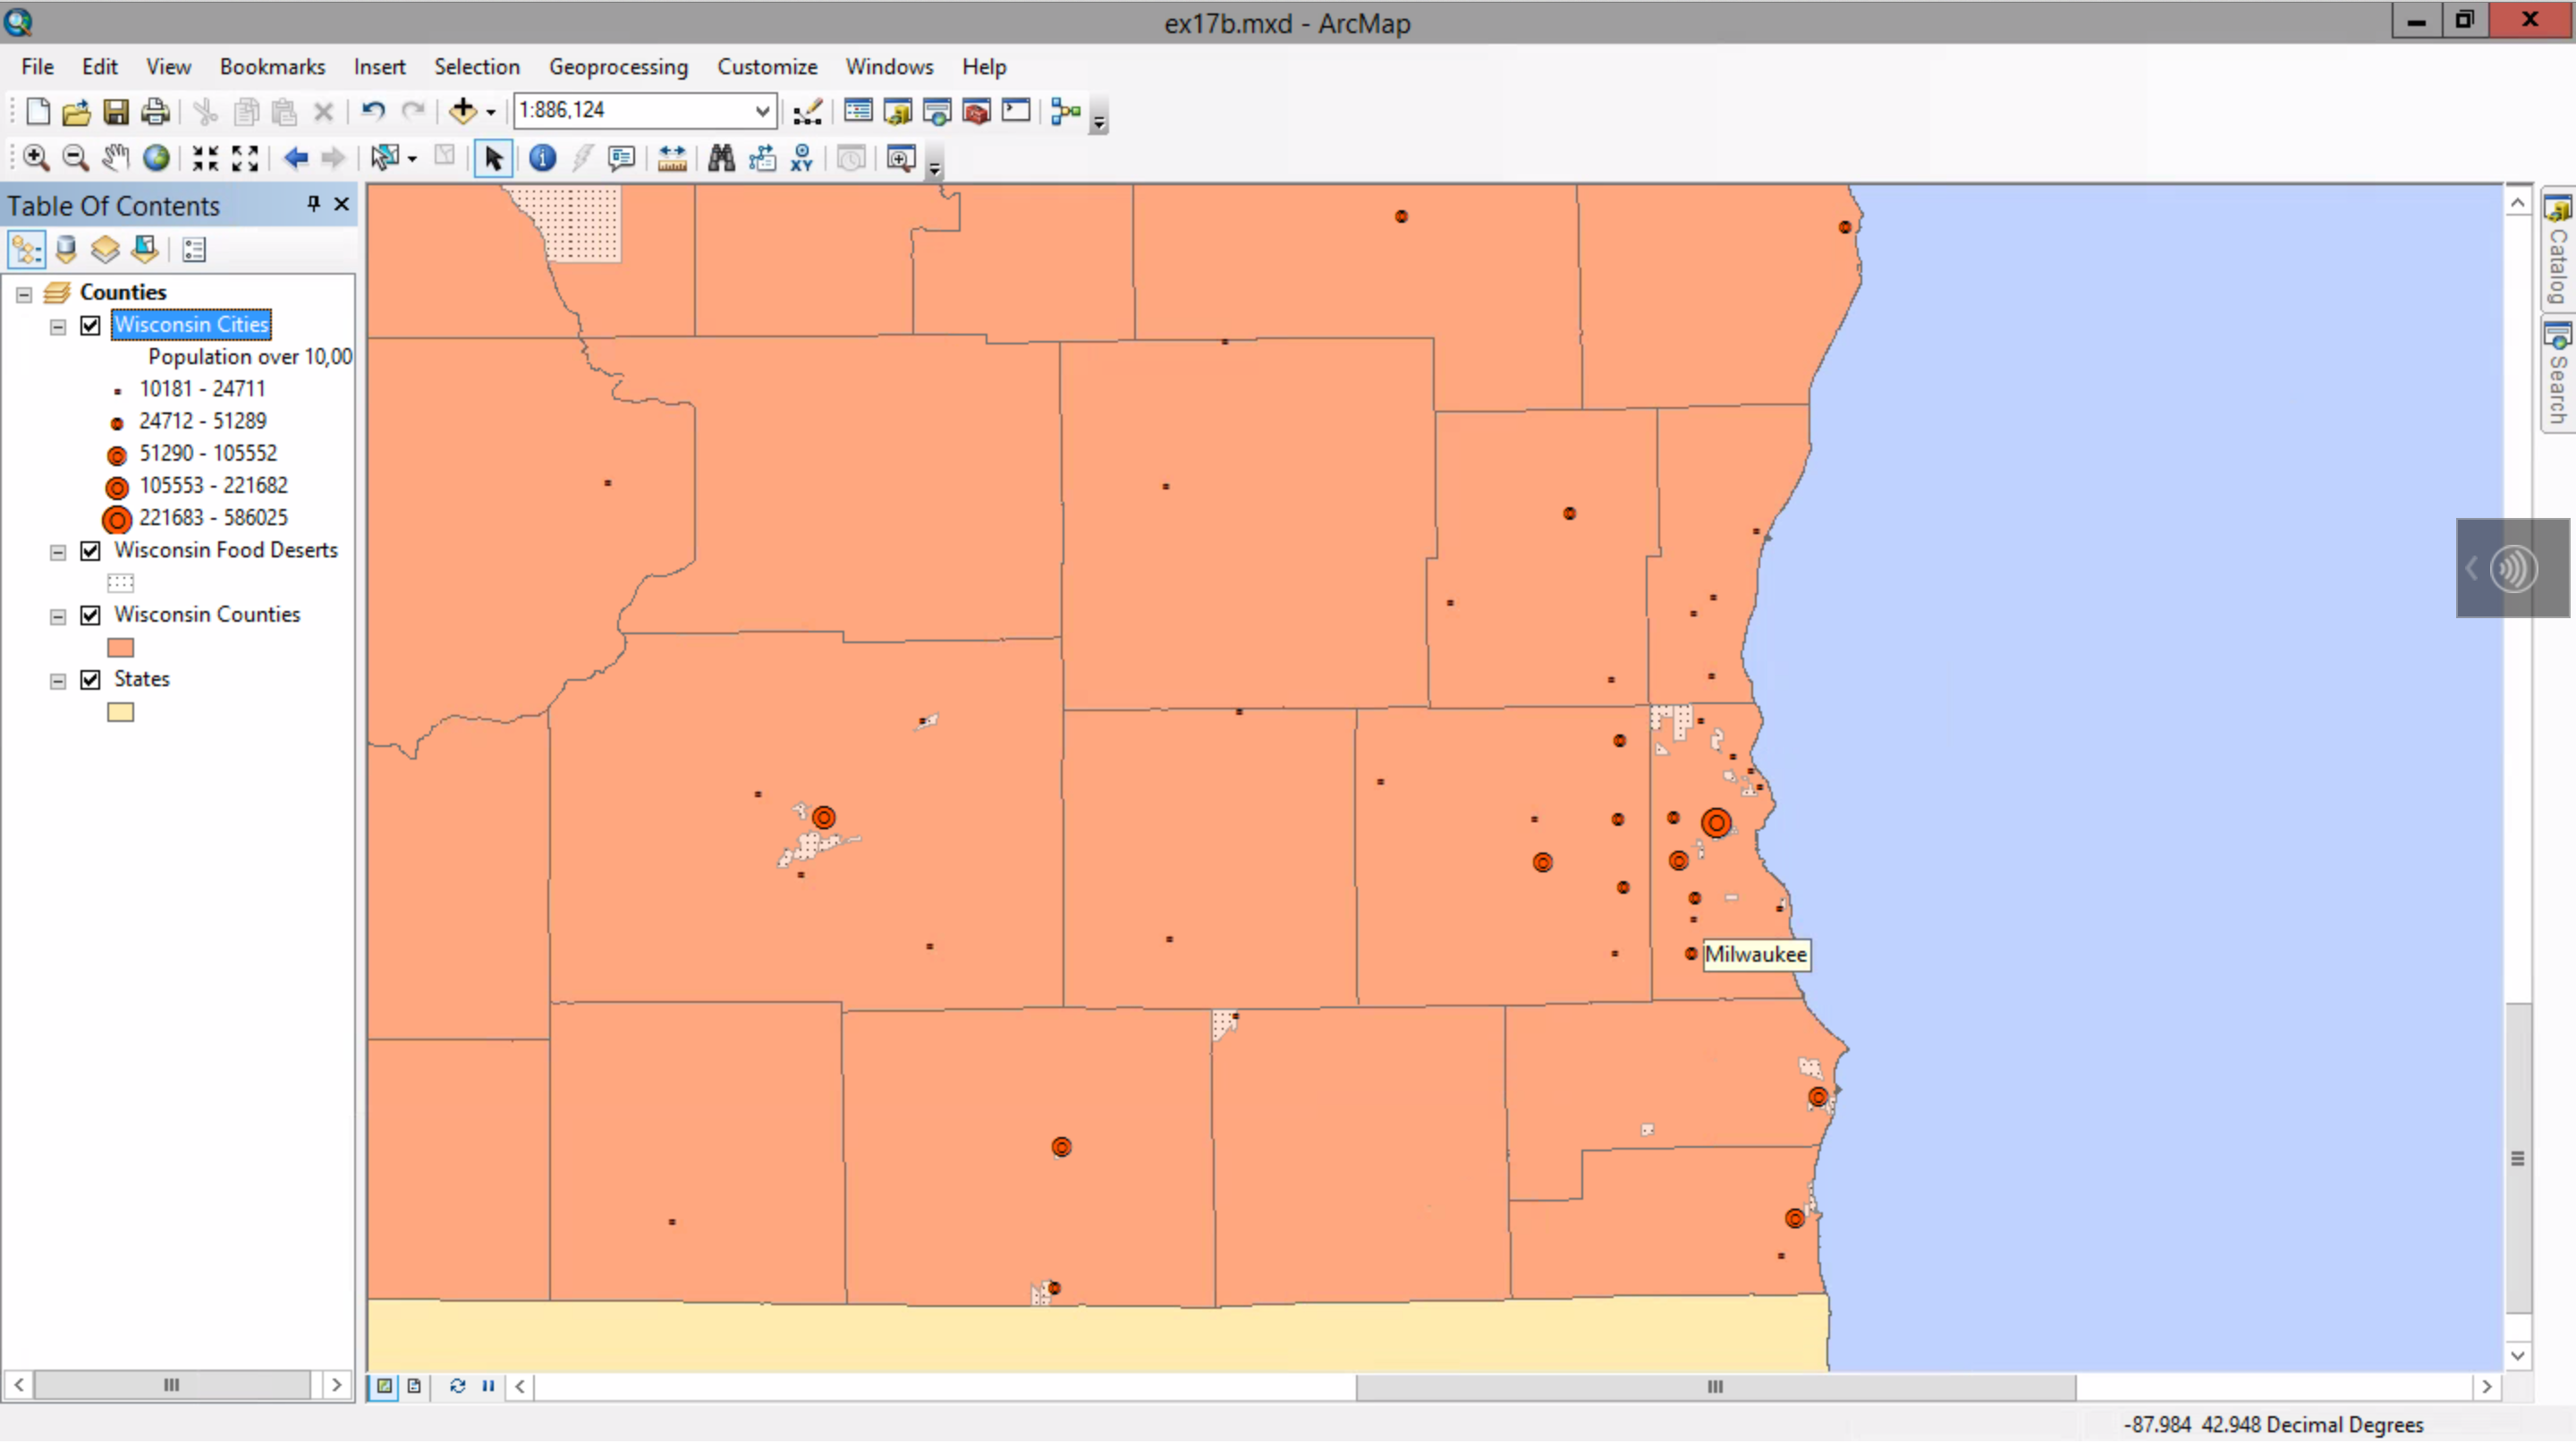 ex17b.mxd - ArcMap
File Edit View Bookmarks Insert Selection Geoprocessing Customize Windows Help
1:886,124
XY
Table Of Contents
Counties
Wisconsin Cities
Population over 10,00
10181 - 24711
24712 - 51289
51290 - 105552
105553 - 221682
221683 - 586025
Wisconsin Food Deserts
Wisconsin Counties
States
Milwaukee
Catalog
Search
-87.984 42.948 Decimal Degrees